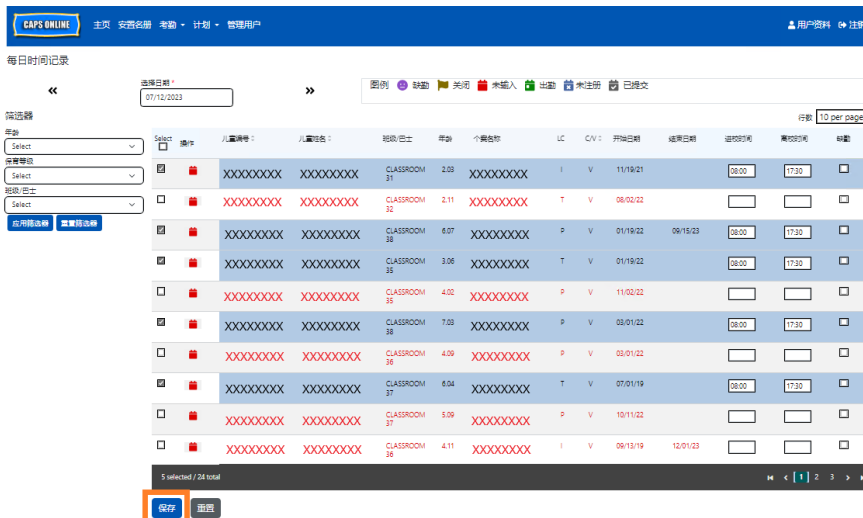 CAPS ONLINE 主页 安置名册 考勤 计划 管理用户 用户资料 注销
每日时间记录
选择日期 *
« 07/12/2023 »
图例 缺勤 关闭 未输入 出勤 未注册 已提交
筛选器
行数 10 per page
年龄
Select
保育等级
Select
班级/巴士
Select
应用筛选器 重置筛选器
Select 操作 儿童编号 儿童姓名 班级/巴士 年龄 个案名称 LC C/V 开始日期 结束日期 进校时间 离校时间 缺勤
XXXXXXXX XXXXXXXX CLASSROOM 31 2.03 XXXXXXXX I V 11/19/21 08:00 17:30
XXXXXXXX XXXXXXXX CLASSROOM 32 2.11 XXXXXXXX T V 08/02/22
XXXXXXXX XXXXXXXX CLASSROOM 38 6.07 XXXXXXXX P V 01/19/22 09/15/23 08:00 17:30
XXXXXXXX XXXXXXXX CLASSROOM 35 3.06 XXXXXXXX T V 01/19/22 08:00 17:30
XXXXXXXX XXXXXXXX CLASSROOM 35 4.02 XXXXXXXX P V 11/02/22
XXXXXXXX XXXXXXXX CLASSROOM 38 7.03 XXXXXXXX P V 03/01/22 08:00 17:30
XXXXXXXX XXXXXXXX CLASSROOM 36 4.09 XXXXXXXX P V 03/01/22
XXXXXXXX XXXXXXXX CLASSROOM 37 6.04 XXXXXXXX T V 07/01/19 08:00 17:30
XXXXXXXX XXXXXXXX CLASSROOM 37 5.09 XXXXXXXX P V 10/11/22
XXXXXXXX XXXXXXXX CLASSROOM 36 4.11 XXXXXXXX I V 09/13/19 12/01/23
5 selected / 24 total 1 2 3
保存 重置